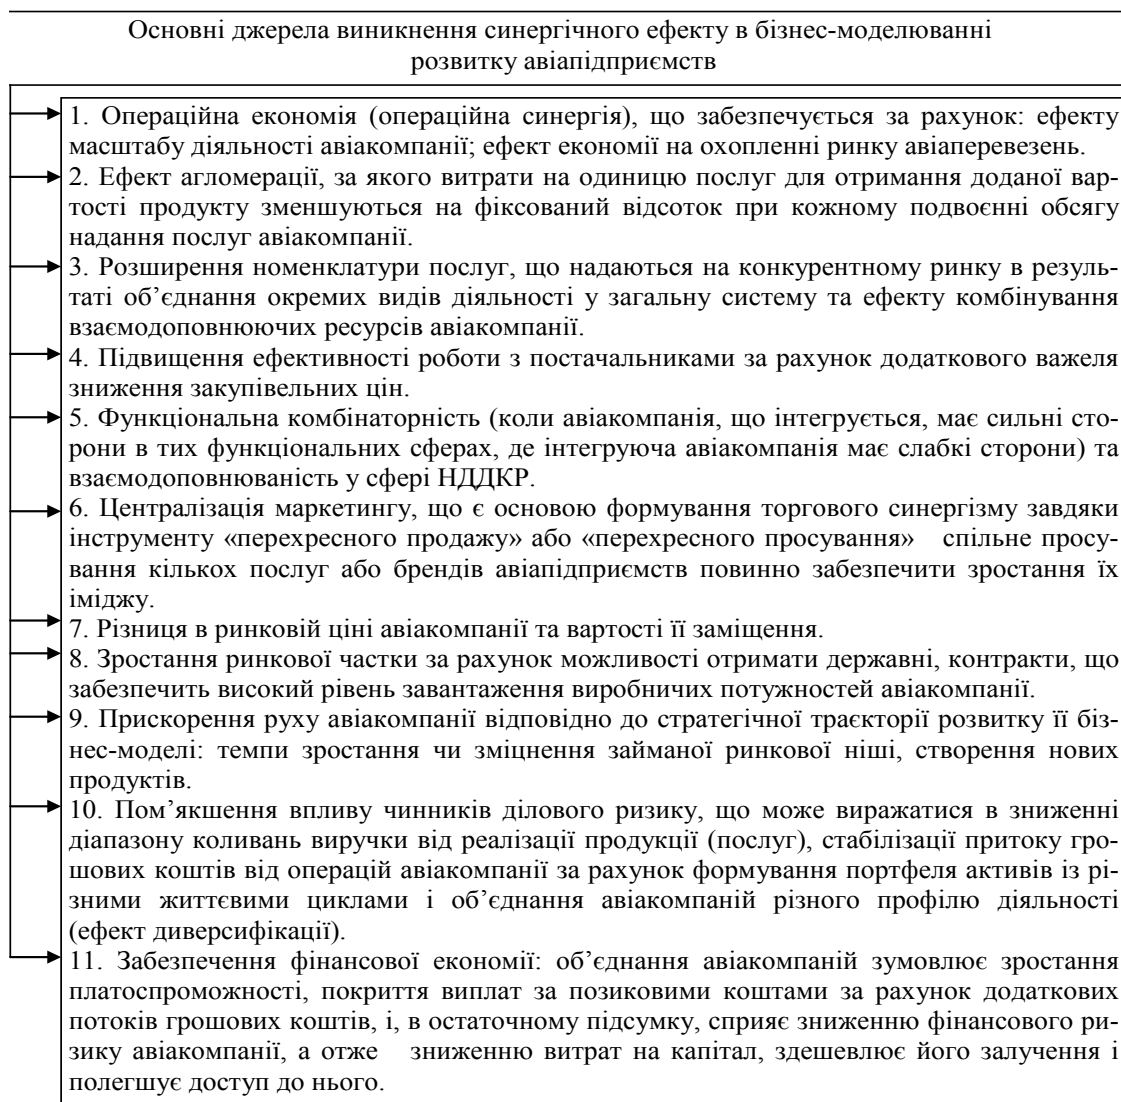 Основні джерела виникнення синергічного ефекту в бізнес-моделюванні
розвитку авіапідприємств
1. Операційна економія (операційна синергія), що забезпечується за рахунок: ефекту
масштабу діяльності авіакомпанії; ефект економії на охопленні ринку авіаперевезень.
2. Ефект агломерації, за якого витрати на одиницю послуг для отримання доданої вар-
тості продукту зменшуються на фіксований відсоток при кожному подвоєнні обсягу
надання послуг авіакомпанії.
3. Розширення номенклатури послуг, що надаються на конкурентному ринку в резуль-
таті об’єднання окремих видів діяльності у загальну систему та ефекту комбінування
взаємодоповнюючих ресурсів авіакомпанії.
4. Підвищення ефективності роботи з постачальниками за рахунок додаткового важеля
зниження закупівельних цін.
5. Функціональна комбінаторність (коли авіакомпанія, що інтегрується, має сильні сто-
рони в тих функціональних сферах, де інтегруюча авіакомпанія має слабкі сторони) та
взаємодоповнюваність у сфері НДДКР.
6. Централізація маркетингу, що є основою формування торгового синергізму завдяки
інструменту «перехресного продажу» або «перехресного просування» спільне просу-
вання кількох послуг або брендів авіапідприємств повинно забезпечити зростання їх
іміджу.
7. Різниця в ринковій ціні авіакомпанії та вартості її заміщення.
8. Зростання ринкової частки за рахунок можливості отримати державні, контракти, що
забезпечить високий рівень завантаження виробничих потужностей авіакомпанії.
9. Прискорення руху авіакомпанії відповідно до стратегічної траєкторії розвитку її біз-
нес-моделі: темпи зростання чи зміцнення займаної ринкової ніші, створення нових
продуктів.
10. Пом’якшення впливу чинників ділового ризику, що може виражатися в зниженні
діапазону коливань виручки від реалізації продукції (послуг), стабілізації притоку гро-
шових коштів від операцій авіакомпанії за рахунок формування портфеля активів із рі-
зними життєвими циклами і об’єднання авіакомпаній різного профілю діяльності
(ефект диверсифікації).
11. Забезпечення фінансової економії: об’єднання авіакомпаній зумовлює зростання
платоспроможності, покриття виплат за позиковими коштами за рахунок додаткових
потоків грошових коштів, і, в остаточному підсумку, сприяє зниженню фінансового ри-
зику авіакомпанії, а отже зниженню витрат на капітал, здешевлює його залучення і
полегшує доступ до нього.